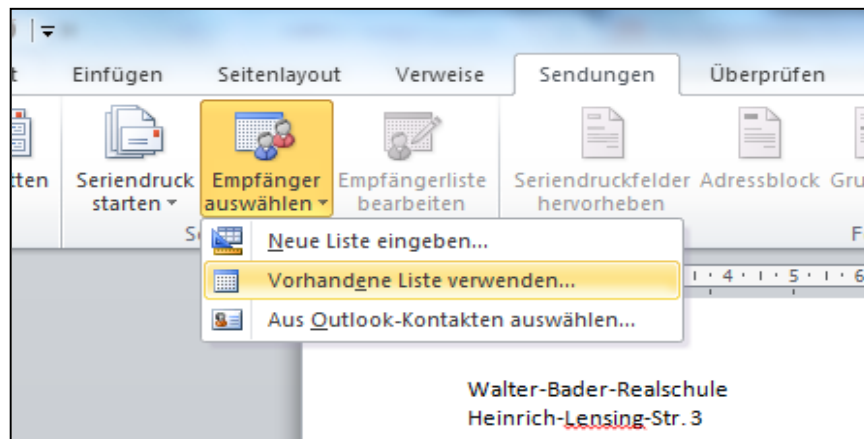 Einfügen Seitenlayout Verweise Sendungen Überprüfen
Seriendruck starten Empfänger auswählen Empfängerliste bearbeiten Seriendruckfelder hervorheben Adressblock
Neue Liste eingeben...
Vorhandene Liste verwenden...
Aus Outlook-Kontakten auswählen...
4 5 6
Walter-Bader-Realschule
Heinrich-Lensing-Str. 3